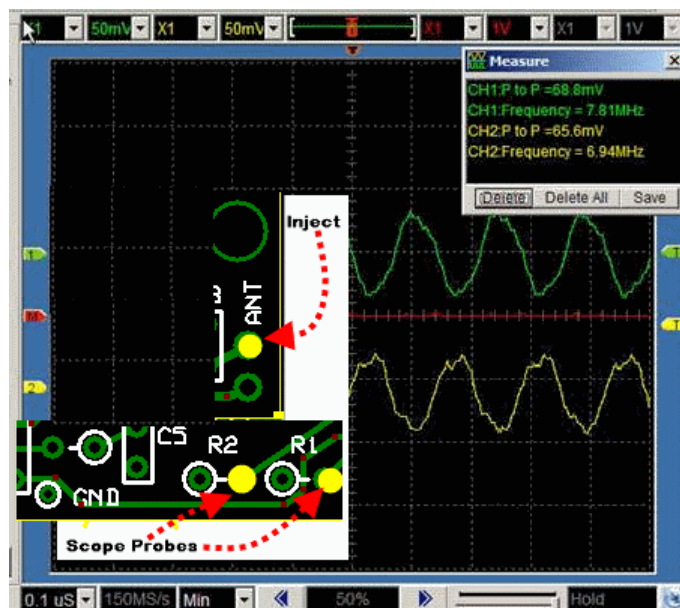 X1 50mV X1 50mV X1 1V X1 1V
Measure
CH1:P to P =68.8mV
CH1:Frequency = 7.81MHz
CH2:P to P =65.6mV
CH2:Frequency = 6.94MHz
Delete Delete All Save
Inject
ANT
1
T
M
T
2
C5
R2 R1
GND
Scope Probes
0.1 uS 150MS/s Min 50% Hold